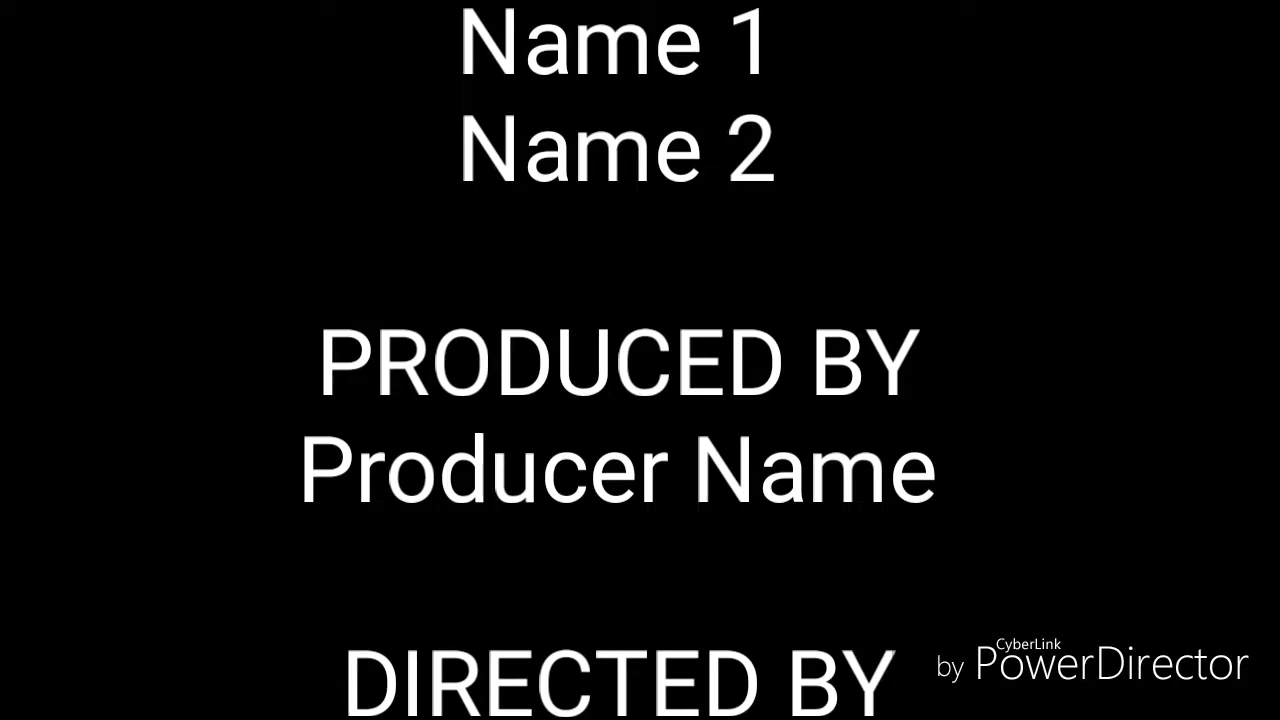 Name 1
Name 2
PRODUCED BY
Producer Name
DIRECTED BY
CyberLink
by PowerDirector